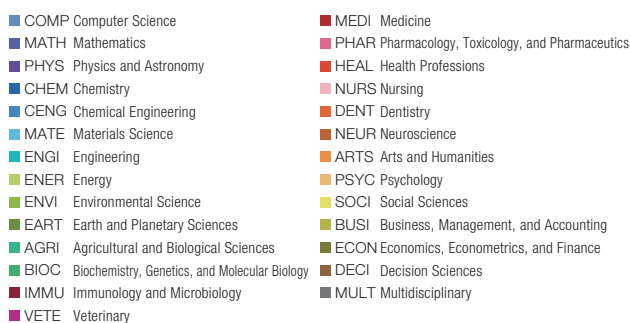 COMP Computer Science
MATH Mathematics
PHYS Physics and Astronomy
CHEM Chemistry
CENG Chemical Engineering
MATE Materials Science
ENGI Engineering
ENER Energy
ENVI Environmental Science
EART Earth and Planetary Sciences
AGRI Agricultural and Biological Sciences
BIOC Biochemistry, Genetics, and Molecular Biology
IMMU Immunology and Microbiology
VETE Veterinary
MEDI Medicine
PHAR Pharmacology, Toxicology, and Pharmaceutics
HEAL Health Professions
NURS Nursing
DENT Dentistry
NEUR Neuroscience
ARTS Arts and Humanities
PSYC Psychology
SOCI Social Sciences
BUSI Business, Management, and Accounting
ECON Economics, Econometrics, and Finance
DECI Decision Sciences
MULT Multidisciplinary